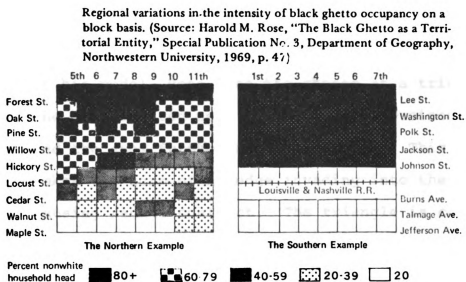 Regional variations in the intensity of black ghetto occupancy on a
block basis. (Source: Harold M. Rose, "The Black Ghetto as a Terri-
torial Entity," Special Publication No. 3, Department of Geography,
Northwestern University, 1969, p. 47)
5th 6 7 8 9 10 11th
1st 2 3 4 5 6 7th
Forest St.
Oak St.
Pine St.
Willow St.
Hickory St.
Locust St.
Cedar St.
Walnut St.
Maple St.
Lee St.
Washington St.
Polk St.
Jackson St.
Johnson St.
Louisville & Nashville R.R.
Burns Ave.
Talmage Ave.
Jefferson Ave.
The Northern Example
The Southern Example
Percent nonwhite
household head
80+ 60-79 40-59 20-39 20